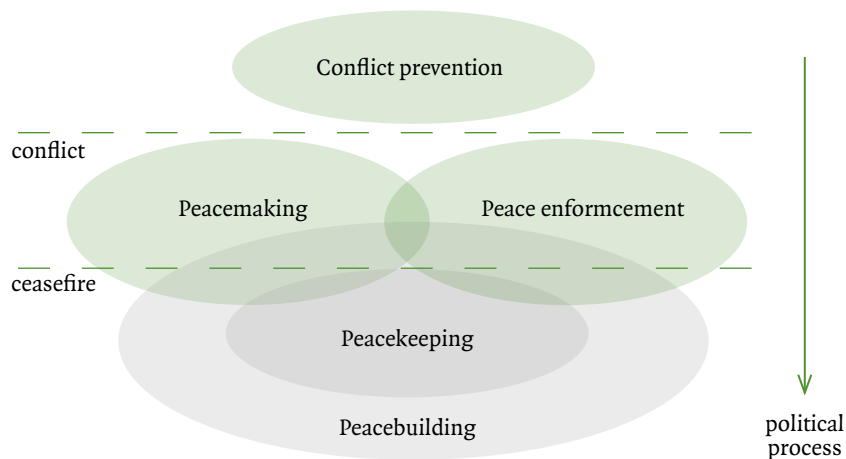 Conflict prevention
conflict
Peacemaking
Peace enformcement
ceasefire
Peacekeeping
Peacebuilding
political
process